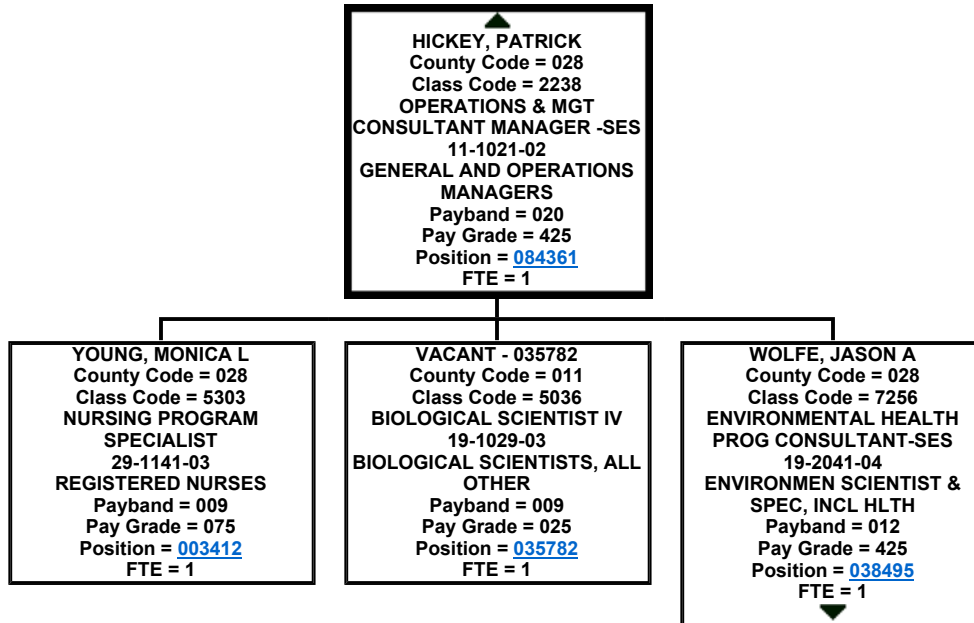 HICKEY, PATRICK
County Code = 028
Class Code = 2238
OPERATIONS & MGT
CONSULTANT MANAGER -SES
11-1021-02
GENERAL AND OPERATIONS
MANAGERS
Payband = 020
Pay Grade = 425
Position = 084361
FTE = 1
YOUNG, MONICA L
County Code = 028
Class Code = 5303
NURSING PROGRAM
SPECIALIST
29-1141-03
REGISTERED NURSES
Payband = 009
Pay Grade = 075
Position = 003412
FTE = 1
VACANT - 035782
County Code = 011
Class Code = 5036
BIOLOGICAL SCIENTIST IV
19-1029-03
BIOLOGICAL SCIENTISTS, ALL
OTHER
Payband = 009
Pay Grade = 025
Position = 035782
FTE = 1
WOLFE, JASON A
County Code = 028
Class Code = 7256
ENVIRONMENTAL HEALTH
PROG CONSULTANT-SES
19-2041-04
ENVIRONMEN SCIENTIST &
SPEC, INCL HLTH
Payband = 012
Pay Grade = 425
Position = 038495
FTE = 1